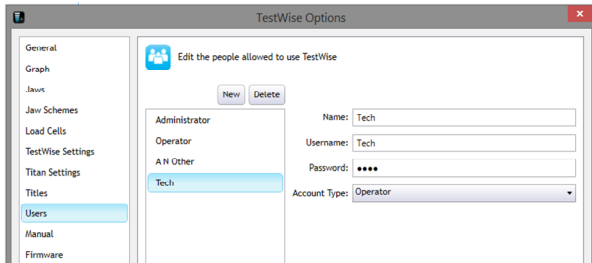 TestWise Options
General
Graph
Jaws
Jaw Schemes
Load Cells
TestWise Settings
Titan Settings
Titles
Users
Manual
Firmware
Edit the people allowed to use TestWise
New Delete
Administrator
Operator
A N Other
Tech
Name: Tech
Username: Tech
Password: ●●●●
Account Type: Operator